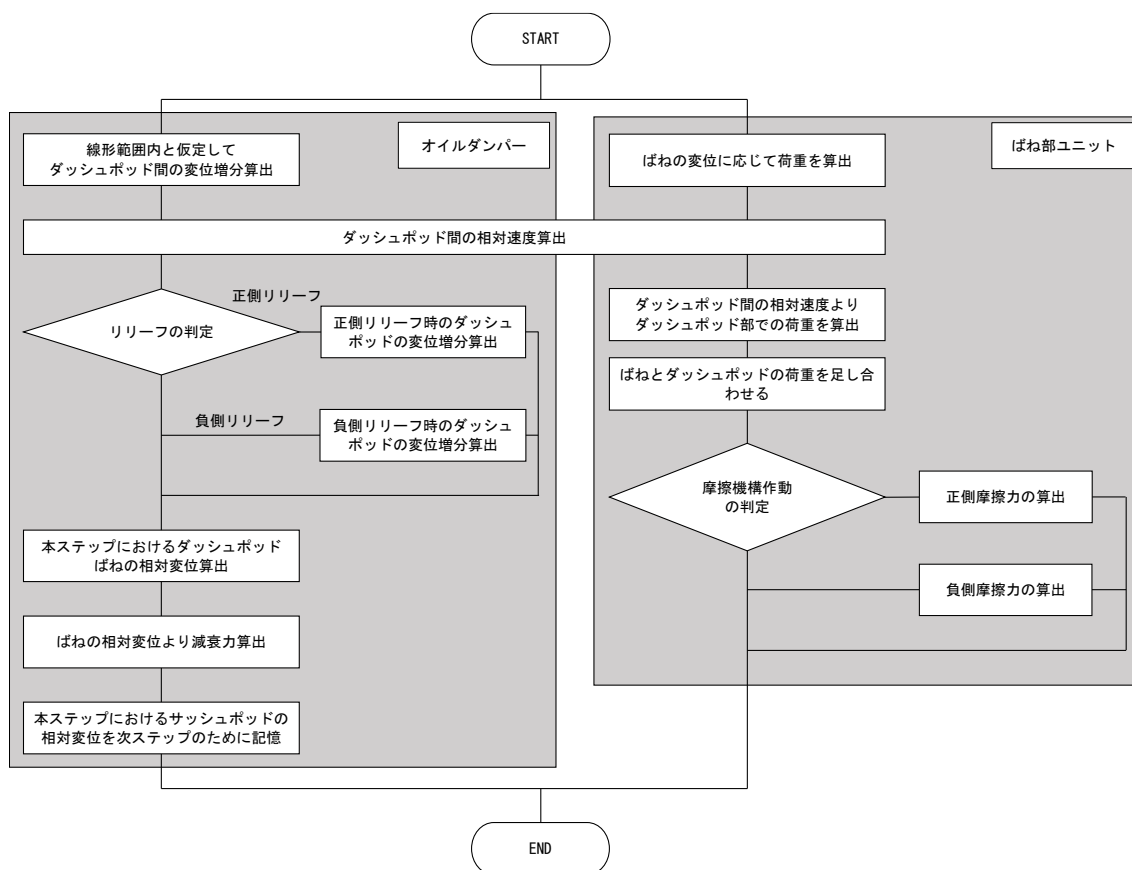 START
オイルダンパー
線形範囲内と仮定して
ダッシュポッド間の変位増分算出
ばね部ユニット
ばねの変位に応じて荷重を算出
ダッシュポッド間の相対速度算出
リリーフの判定
正側リリーフ
正側リリーフ時のダッシュ
ポッドの変位増分算出
負側リリーフ
負側リリーフ時のダッシュ
ポッドの変位増分算出
本ステップにおけるダッシュポッド
ばねの相対変位算出
ばねの相対変位より減衰力算出
本ステップにおけるサッシュポッドの
相対変位を次ステップのために記憶
ダッシュポッド間の相対速度より
ダッシュポッド部での荷重を算出
ばねとダッシュポッドの荷重を足し合
わせる
摩擦機構作動
の判定
正側摩擦力の算出
負側摩擦力の算出
END